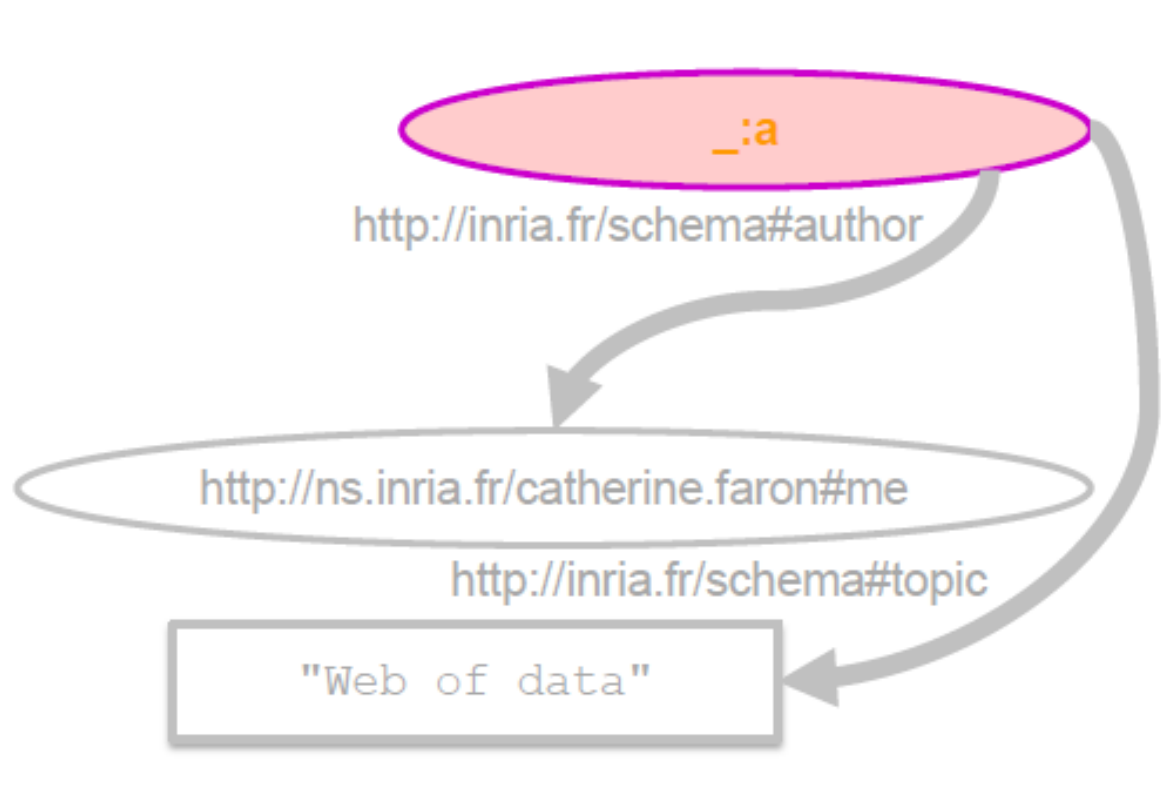 _:a
http://inria.fr/schema#author
http://ns.inria.fr/catherine.faron#me
http://inria.fr/schema#topic
"Web of data"